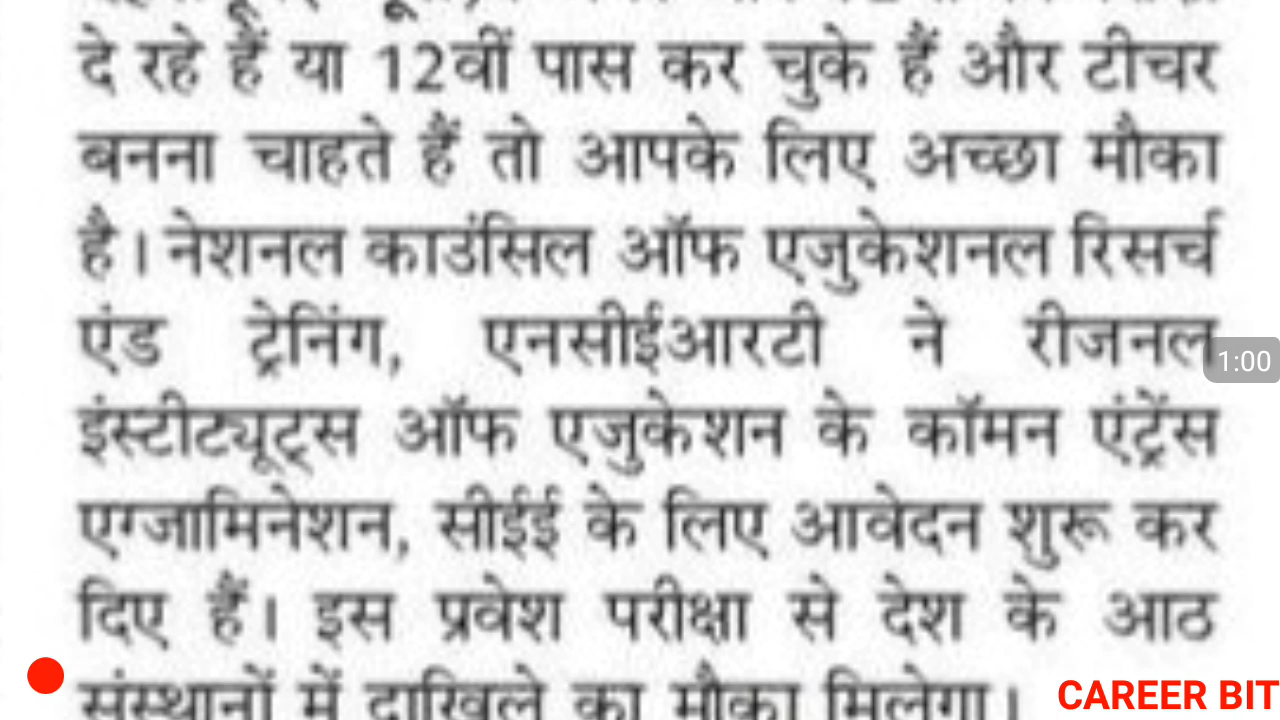 दे रहे हैं या 12वीं पास कर चुके हैं और टीचर
बनना चाहते हैं तो आपके लिए अच्छा मौका
है। नेशनल काउंसिल ऑफ एजुकेशनल रिसर्च
एंड ट्रेनिंग, एनसीईआरटी ने रीजनल
1:00
इंस्टीट्यूट्स ऑफ एजुकेशन के कॉमन एंट्रेंस
एग्जामिनेशन, सीईई के लिए आवेदन शुरू कर
दिए हैं। इस प्रवेश परीक्षा से देश के आठ
संस्थानों में दाखिले का मौका मिलेगा।
CAREER BIT